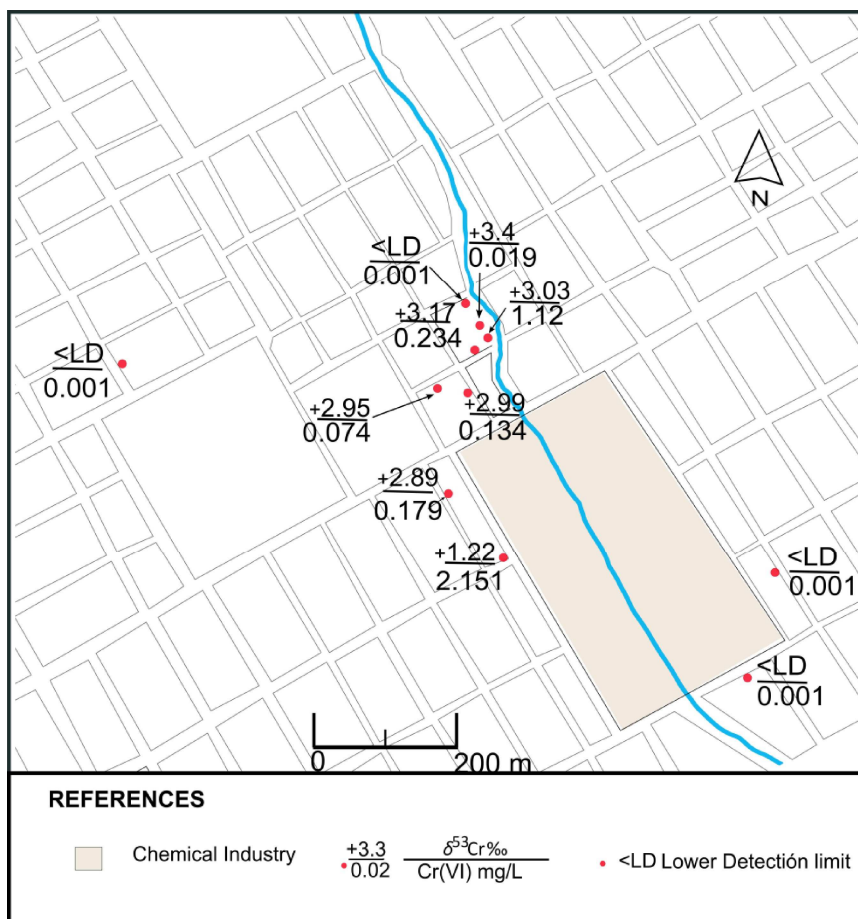 N
<LD
0.001
+3.4
0.019
+3.03
1.12
+3.17
0.234
<LD
0.001
+2.95
0.074
+2.99
0.134
+2.89
0.179
+1.22
2.151
<LD
0.001
<LD
0.001
0
200 m
REFERENCES
Chemical Industry
+3.3
0.02
δ53Cr‰
Cr(VI) mg/L
<LD Lower Detectión limit